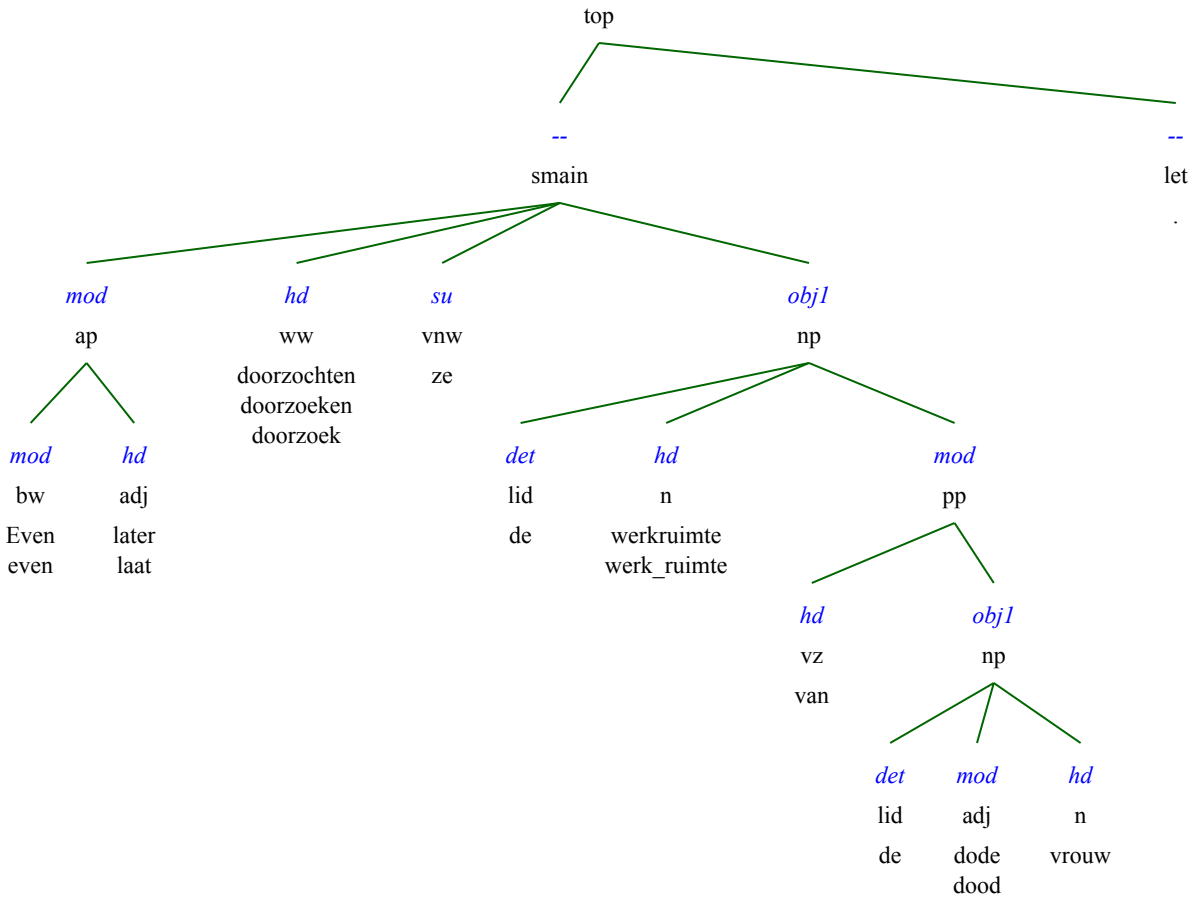 top
-- --
smain let
.
mod hd su obj1
ap ww vnw np
doorzochten ze
doorzoeken
doorzoek
mod hd det hd mod
bw adj lid n pp
Even later de werkruimte
even laat werk_ruimte
hd obj1
vz np
van
det mod hd
lid adj n
de dode vrouw
dood